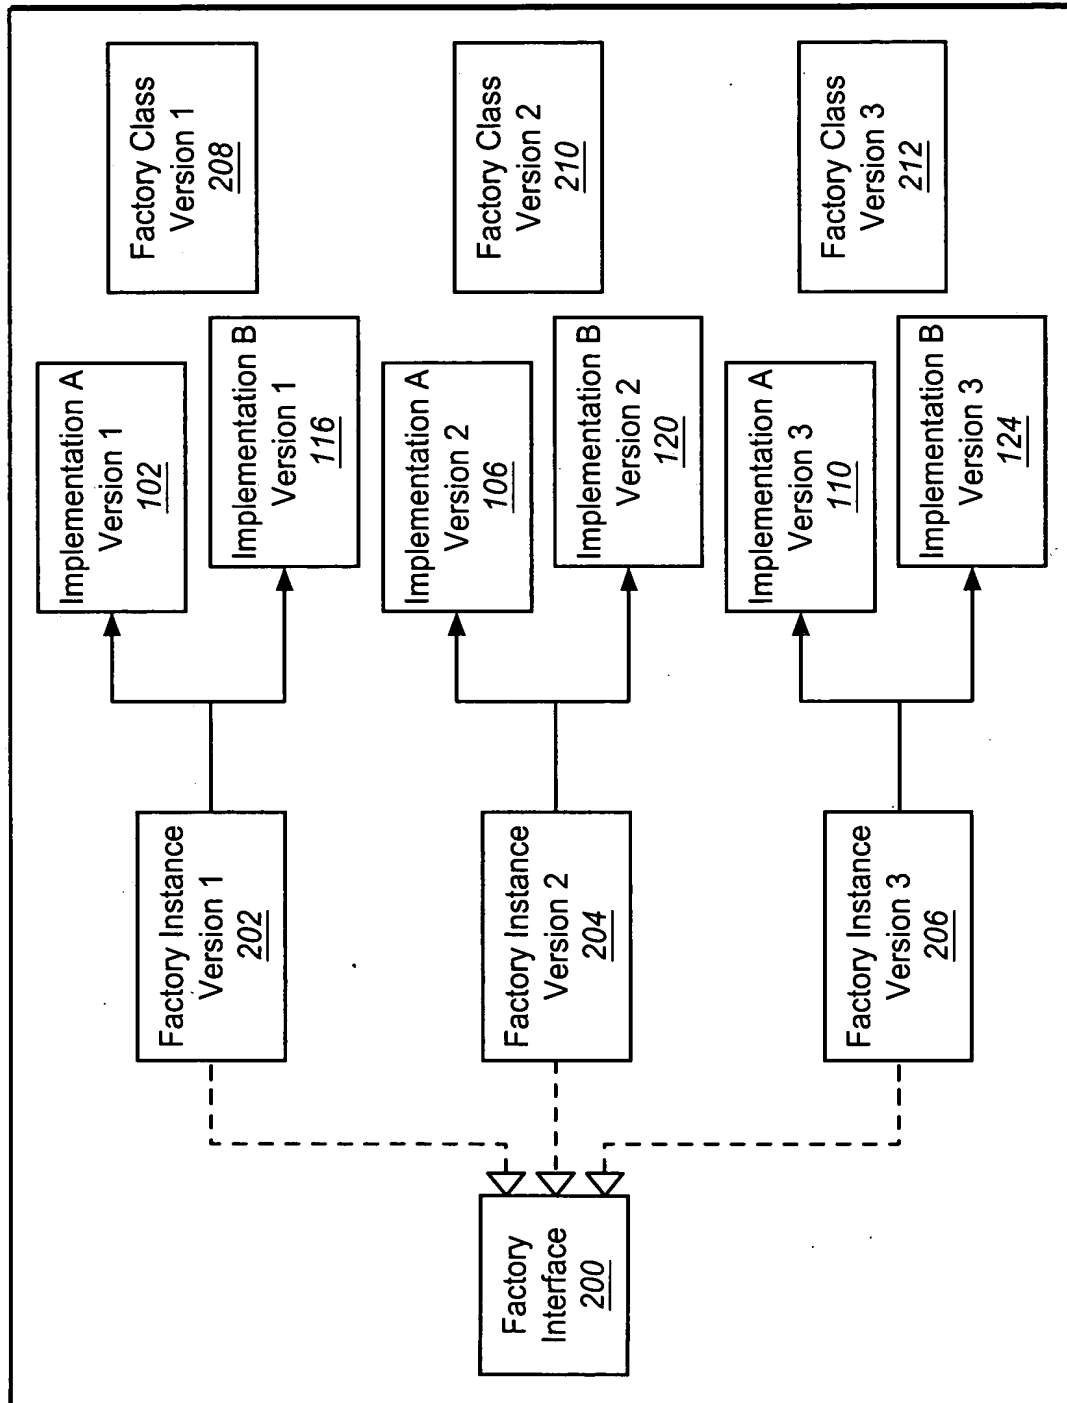 Factory
Interface
200
Factory Instance
Version 1
202
Factory Instance
Version 2
204
Factory Instance
Version 3
206
Implementation A
Version 1
102
Implementation B
Version 1
116
Implementation A
Version 2
106
Implementation B
Version 2
120
Implementation A
Version 3
110
Implementation B
Version 3
124
Factory Class
Version 1
208
Factory Class
Version 2
210
Factory Class
Version 3
212